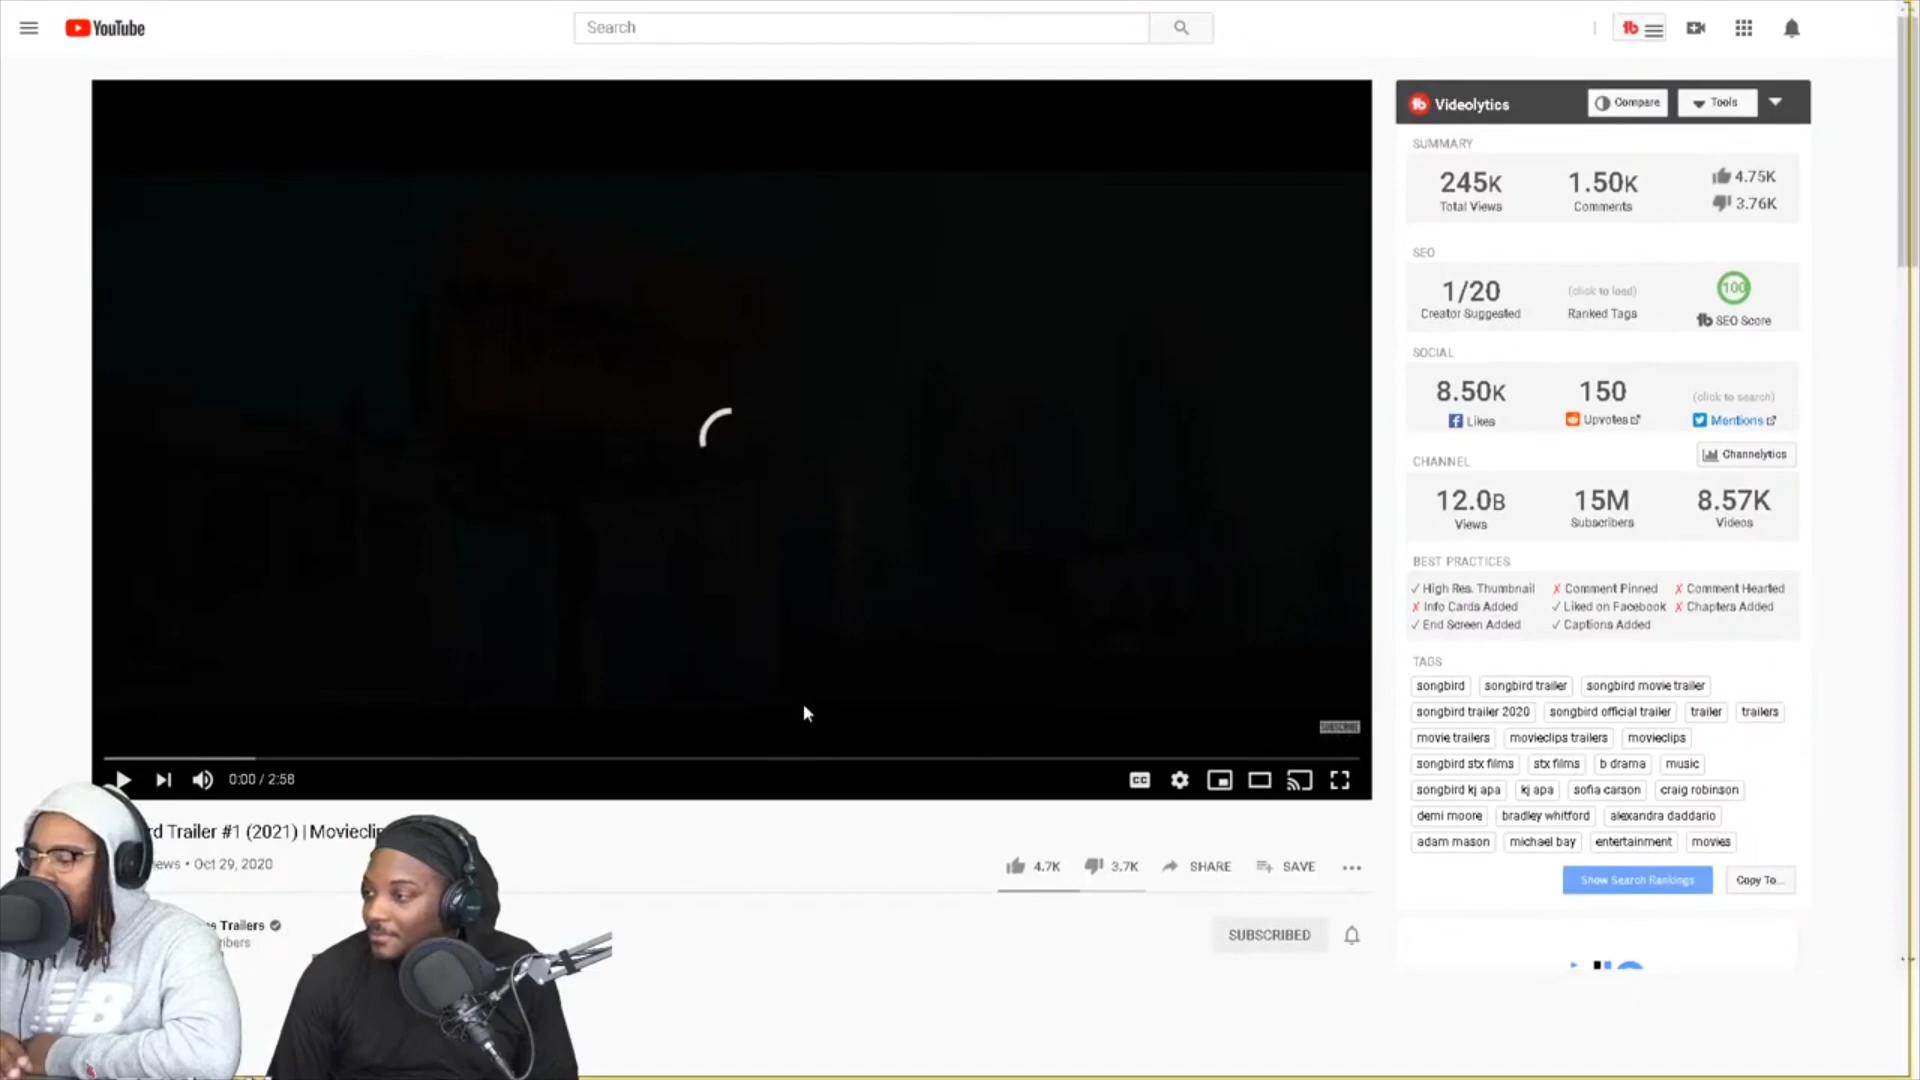 YouTube
Search
Videolytics
Compare
Tools
SUMMARY
245K
Total Views
1.50K
Comments
4.75K
3.76K
SEO
1/20
Creator Suggested
(click to load)
Ranked Tags
100
SEO Score
SOCIAL
8.50K
Likes
150
Upvotes
(click to search)
Mentions
CHANNEL
Channelytics
12.0B
Views
15M
Subscribers
8.57K
Videos
BEST PRACTICES
✓ High Res. Thumbnail ✗ Comment Pinned ✗ Comment Hearted
✗ Info Cards Added ✓ Liked on Facebook ✗ Chapters Added
✓ End Screen Added ✓ Captions Added
TAGS
songbird songbird trailer songbird movie trailer
songbird trailer 2020 songbird official trailer trailer trailers
movie trailers movieclips trailers movieclips
songbird stx films stx films b drama music
songbird kj apa kj apa sofia carson craig robinson
demi moore bradley whitford alexandra daddario
adam mason michael bay entertainment movies
Show Search Rankings
Copy To...
SUBSCRIBE
0:00 / 2:58
CC
rd Trailer #1 (2021) | Movieclip
ews • Oct 29, 2020
4.7K
3.7K
SHARE
SAVE
s Trailers
ribers
SUBSCRIBED